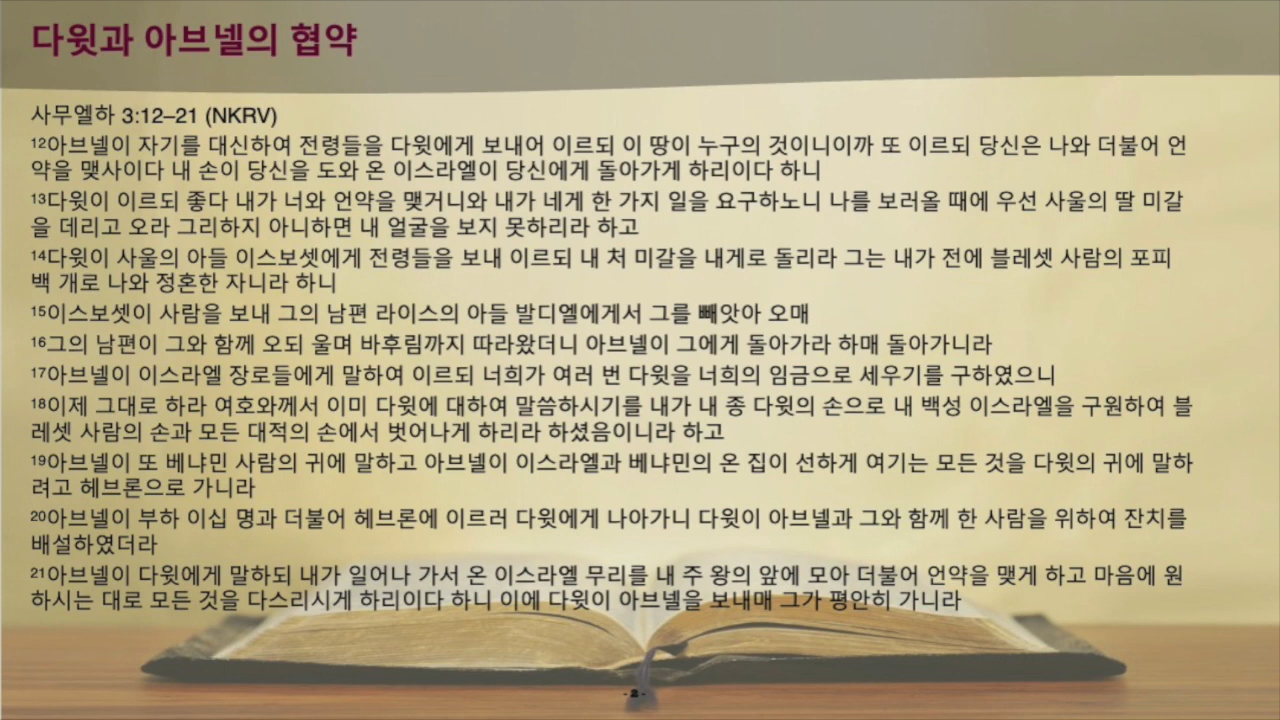 다윗과 아브넬의 협약
사무엘하 3:12–21 (NKRV)
12아브넬이 자기를 대신하여 전령들을 다윗에게 보내어 이르되 이 땅이 누구의 것이니이까 또 이르되 당신은 나와 더불어 언
약을 맺사이다 내 손이 당신을 도와 온 이스라엘이 당신에게 돌아가게 하리이다 하니
13다윗이 이르되 좋다 내가 너와 언약을 맺거니와 내가 네게 한 가지 일을 요구하노니 나를 보러올 때에 우선 사울의 딸 미갈
을 데리고 오라 그리하지 아니하면 내 얼굴을 보지 못하리라 하고
14다윗이 사울의 아들 이스보셋에게 전령들을 보내 이르되 내 처 미갈을 내게로 돌리라 그는 내가 전에 블레셋 사람의 포피
백 개로 나와 정혼한 자니라 하니
15이스보셋이 사람을 보내 그의 남편 라이스의 아들 발디엘에게서 그를 빼앗아 오매
16그의 남편이 그와 함께 오되 울며 바후림까지 따라왔더니 아브넬이 그에게 돌아가라 하매 돌아가니라
17아브넬이 이스라엘 장로들에게 말하여 이르되 너희가 여러 번 다윗을 너희의 임금으로 세우기를 구하였으니
18이제 그대로 하라 여호와께서 이미 다윗에 대하여 말씀하시기를 내가 내 종 다윗의 손으로 내 백성 이스라엘을 구원하여 블
레셋 사람의 손과 모든 대적의 손에서 벗어나게 하리라 하셨음이니라 하고
19아브넬이 또 베냐민 사람의 귀에 말하고 아브넬이 이스라엘과 베냐민의 온 집이 선하게 여기는 모든 것을 다윗의 귀에 말하
려고 헤브론으로 가니라
20아브넬이 부하 이십 명과 더불어 헤브론에 이르러 다윗에게 나아가니 다윗이 아브넬과 그와 함께 한 사람을 위하여 잔치를
배설하였더라
21아브넬이 다윗에게 말하되 내가 일어나 가서 온 이스라엘 무리를 내 주 왕의 앞에 모아 더불어 언약을 맺게 하고 마음에 원
하시는 대로 모든 것을 다스리시게 하리이다 하니 이에 다윗이 아브넬을 보내매 그가 평안히 가니라
- 2 -